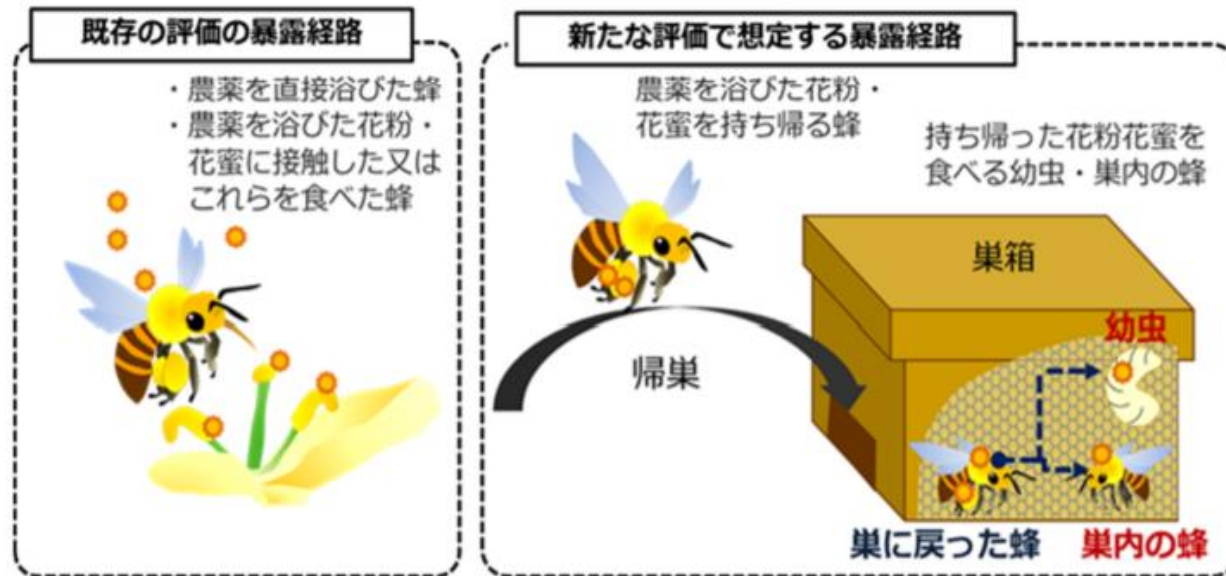 既存の評価の暴露経路
・農薬を直接浴びた蜂
・農薬を浴びた花粉・
花蜜に接触した又は
これらを食べた蜂
新たな評価で想定する暴露経路
農薬を浴びた花粉・
花蜜を持ち帰る蜂
持ち帰った花粉花蜜を
食べる幼虫・巣内の蜂
帰巣
巣箱
幼虫
巣に戻った蜂
巣内の蜂